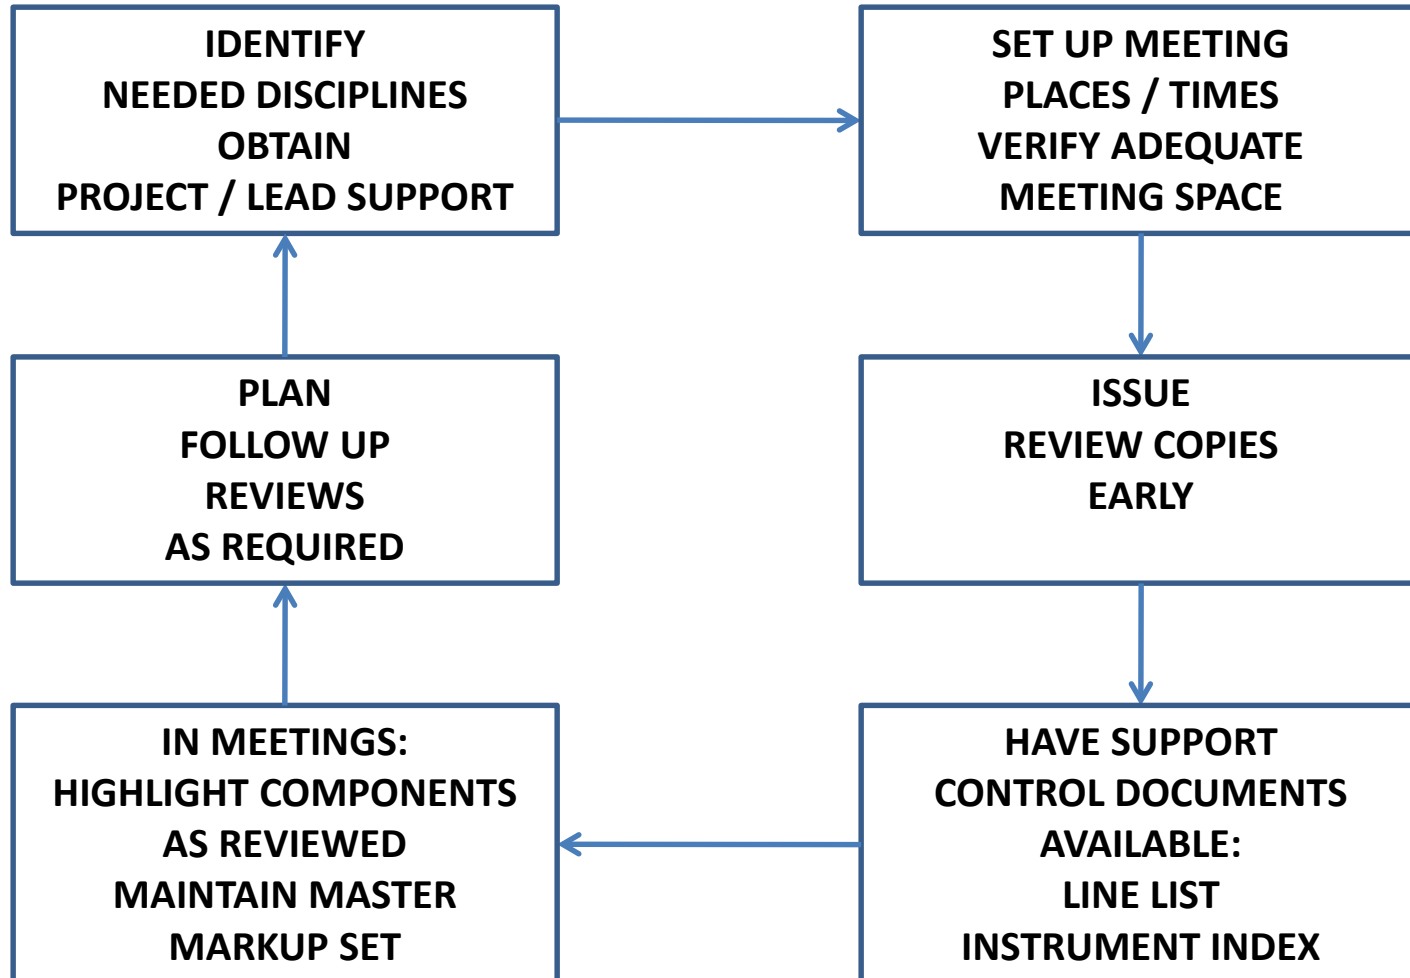 IDENTIFY
NEEDED DISCIPLINES
OBTAIN
PROJECT / LEAD SUPPORT
SET UP MEETING
PLACES / TIMES
VERIFY ADEQUATE
MEETING SPACE
ISSUE
REVIEW COPIES
EARLY
HAVE SUPPORT
CONTROL DOCUMENTS
AVAILABLE:
LINE LIST
INSTRUMENT INDEX
IN MEETINGS:
HIGHLIGHT COMPONENTS
AS REVIEWED
MAINTAIN MASTER
MARKUP SET
PLAN
FOLLOW UP
REVIEWS
AS REQUIRED